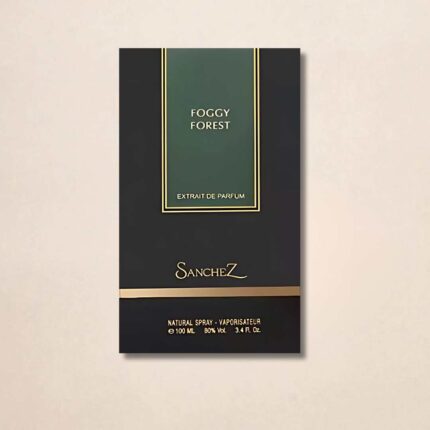 FOGGY
FOREST
EXTRAIT DE PARFUM
SANCHEZ
NATURAL SPRAY - VAPORISATEUR
℮ 100 ML 80% Vol. 3.4 Fl. Oz.